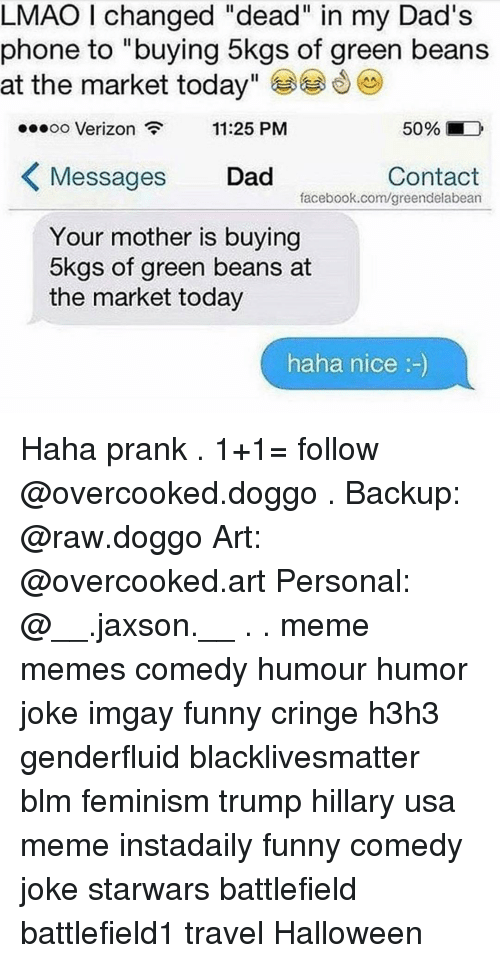 LMAO I changed "dead" in my Dad's
phone to "buying 5kgs of green beans
at the market today" 😂😂👌😊
●●●oo Verizon 11:25 PM 50%
< Messages Dad Contact
facebook.com/greendelabean
Your mother is buying
5kgs of green beans at
the market today
haha nice :-)
Haha prank . 1+1= follow
@overcooked.doggo . Backup:
@raw.doggo Art:
@overcooked.art Personal:
@__.jaxson.__ . . meme
memes comedy humour humor
joke imgay funny cringe h3h3
genderfluid blacklivesmatter
blm feminism trump hillary usa
meme instadaily funny comedy
joke starwars battlefield
battlefield1 travel Halloween